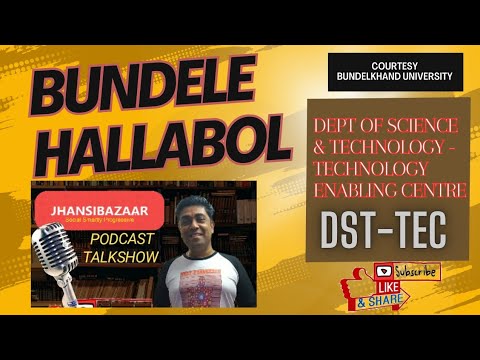 BUNDELE
HALLABOL
COURTESY
BUNDELKHAND UNIVERSITY
DEPT OF SCIENCE
& TECHNOLOGY -
TECHNOLOGY
ENABLING CENTRE
DST-TEC
JHANSIBAZAAR
PODCAST
TALKSHOW
Subscribe
LIKE
& SHARE